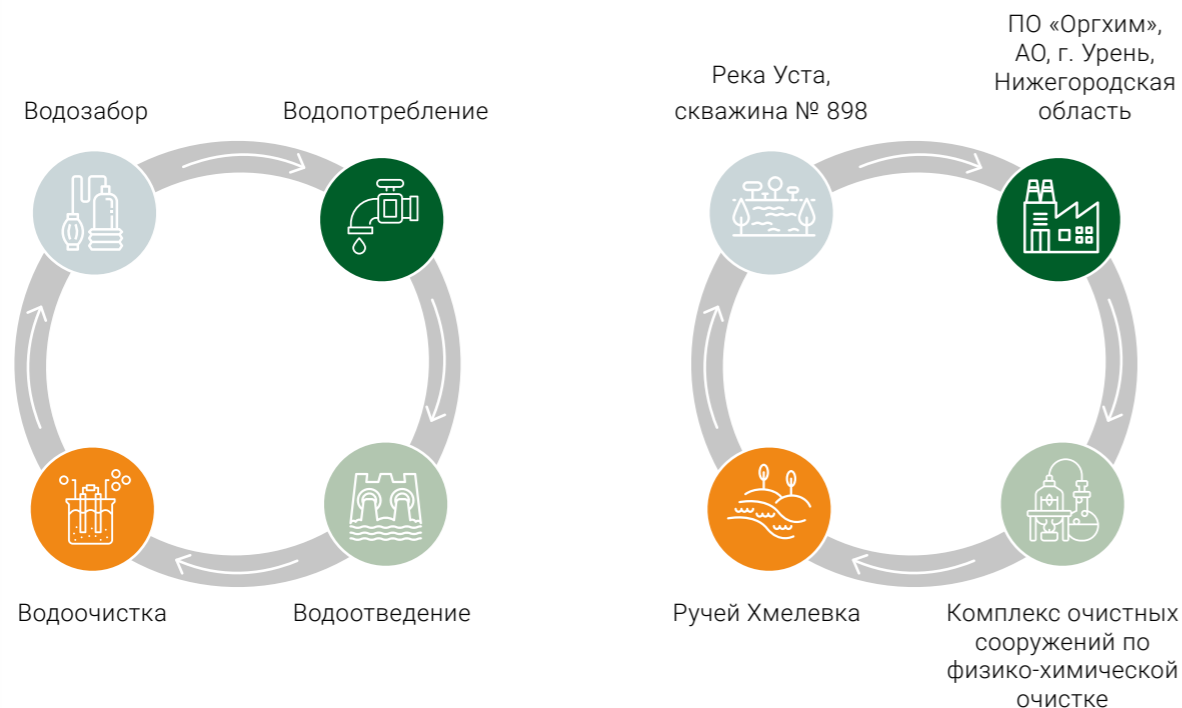 Водозабор
Водопотребление
Водоочистка
Водоотведение
Река Уста,
скважина № 898
ПО «Оргхим»,
АО, г. Урень,
Нижегородская
область
Ручей Хмелевка
Комплекс очистных
сооружений по
физико-химической
очистке